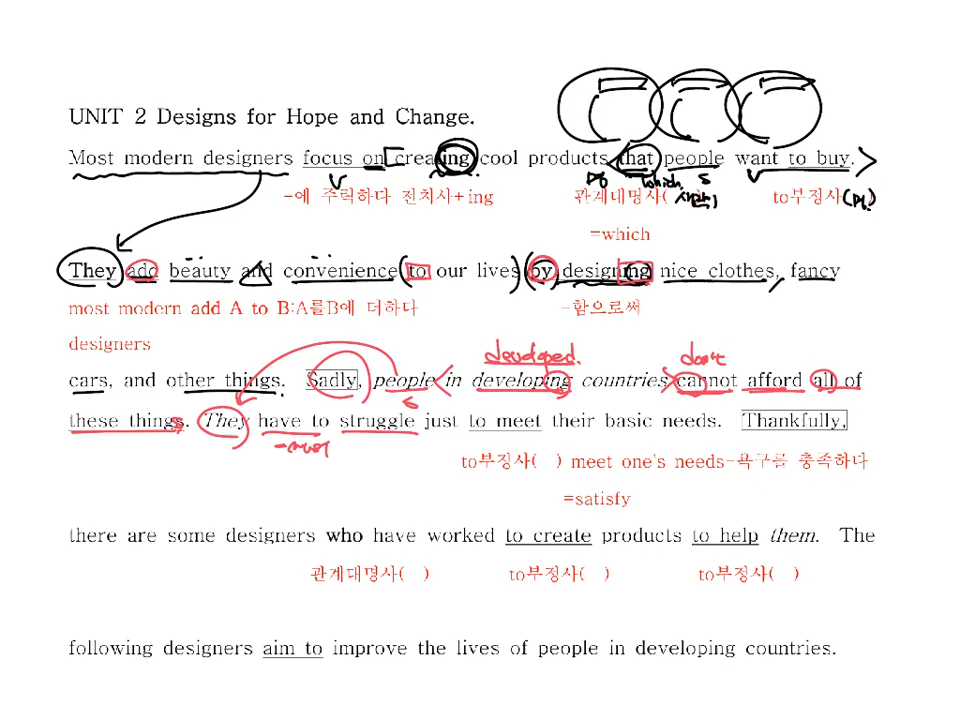 UNIT 2 Designs for Hope and Change.
Most modern designers focus on creating cool products that people want to buy.
V which s V
-에 주력하다 전치사+ing 관계대명사( ) to부정사( )
=which
They add beauty and convenience to our lives by designing nice clothes, fancy
most modern add A to B:A를B에 더하다 -함으로써
designers
developed. don't
cars, and other things. Sadly, people in developing countries cannot afford all of
s
these things. They have to struggle just to meet their basic needs. Thankfully,
to부정사( ) meet one's needs-욕구를 충족하다
=satisfy
there are some designers who have worked to create products to help them. The
관계대명사( ) to부정사( ) to부정사( )
following designers aim to improve the lives of people in developing countries.